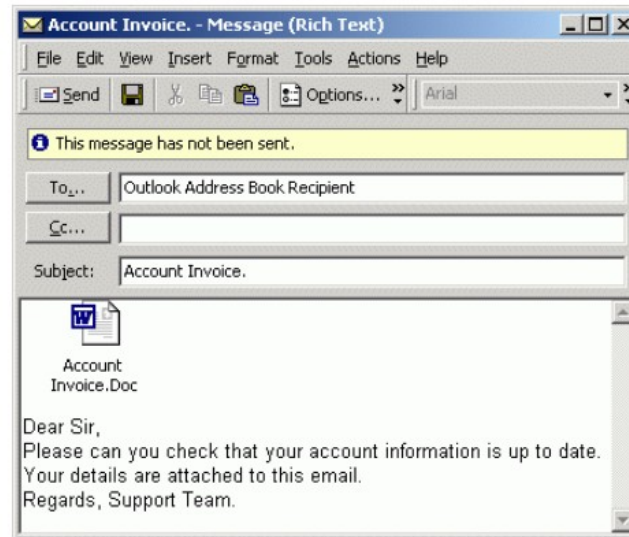 Account Invoice. - Message (Rich Text)
File Edit View Insert Format Tools Actions Help
Send Options... Arial
This message has not been sent.
To... Outlook Address Book Recipient
Cc...
Subject: Account Invoice.
W
Account
Invoice.Doc
Dear Sir,
Please can you check that your account information is up to date.
Your details are attached to this email.
Regards, Support Team.